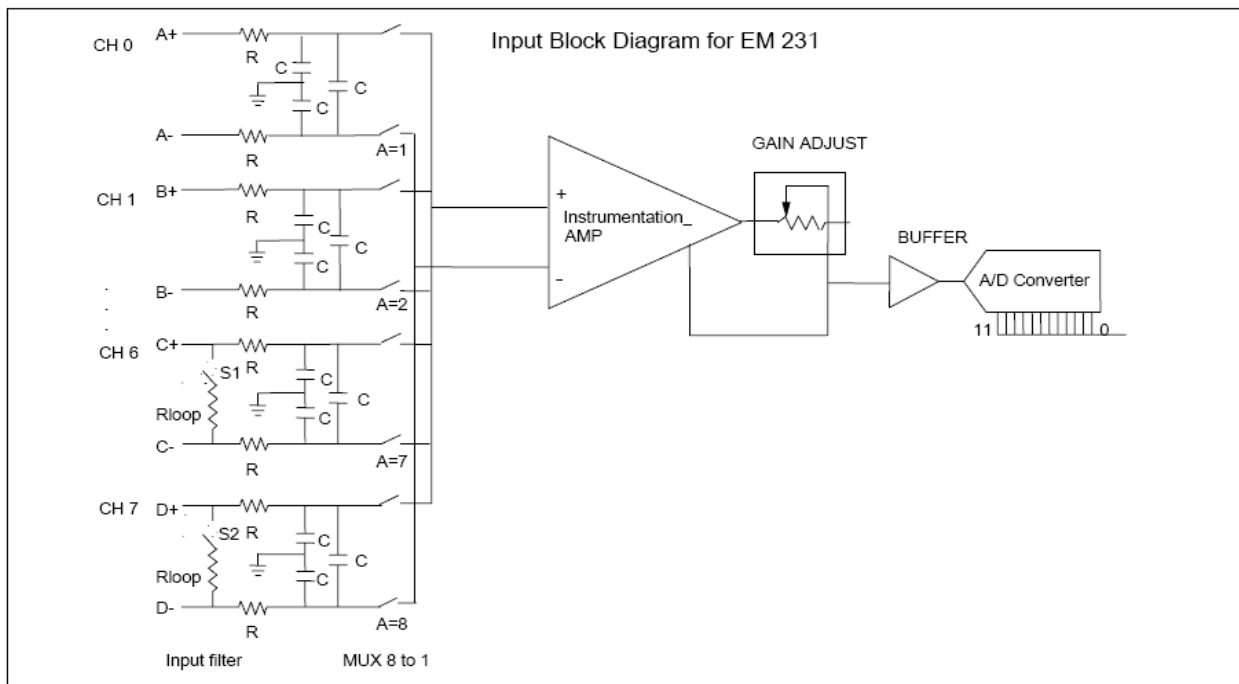 Input Block Diagram for EM 231
CH 0
A+
R
C
C
C
A-
R
A=1
CH 1
B+
R
C
C
C
B-
R
A=2
CH 6
C+
R
S1
C
C
C
Rloop
C-
R
A=7
CH 7
D+
R
S2
C
C
C
Rloop
D-
R
A=8
Input filter
MUX 8 to 1
+
Instrumentation_
AMP
-
GAIN ADJUST
BUFFER
A/D Converter
11
0